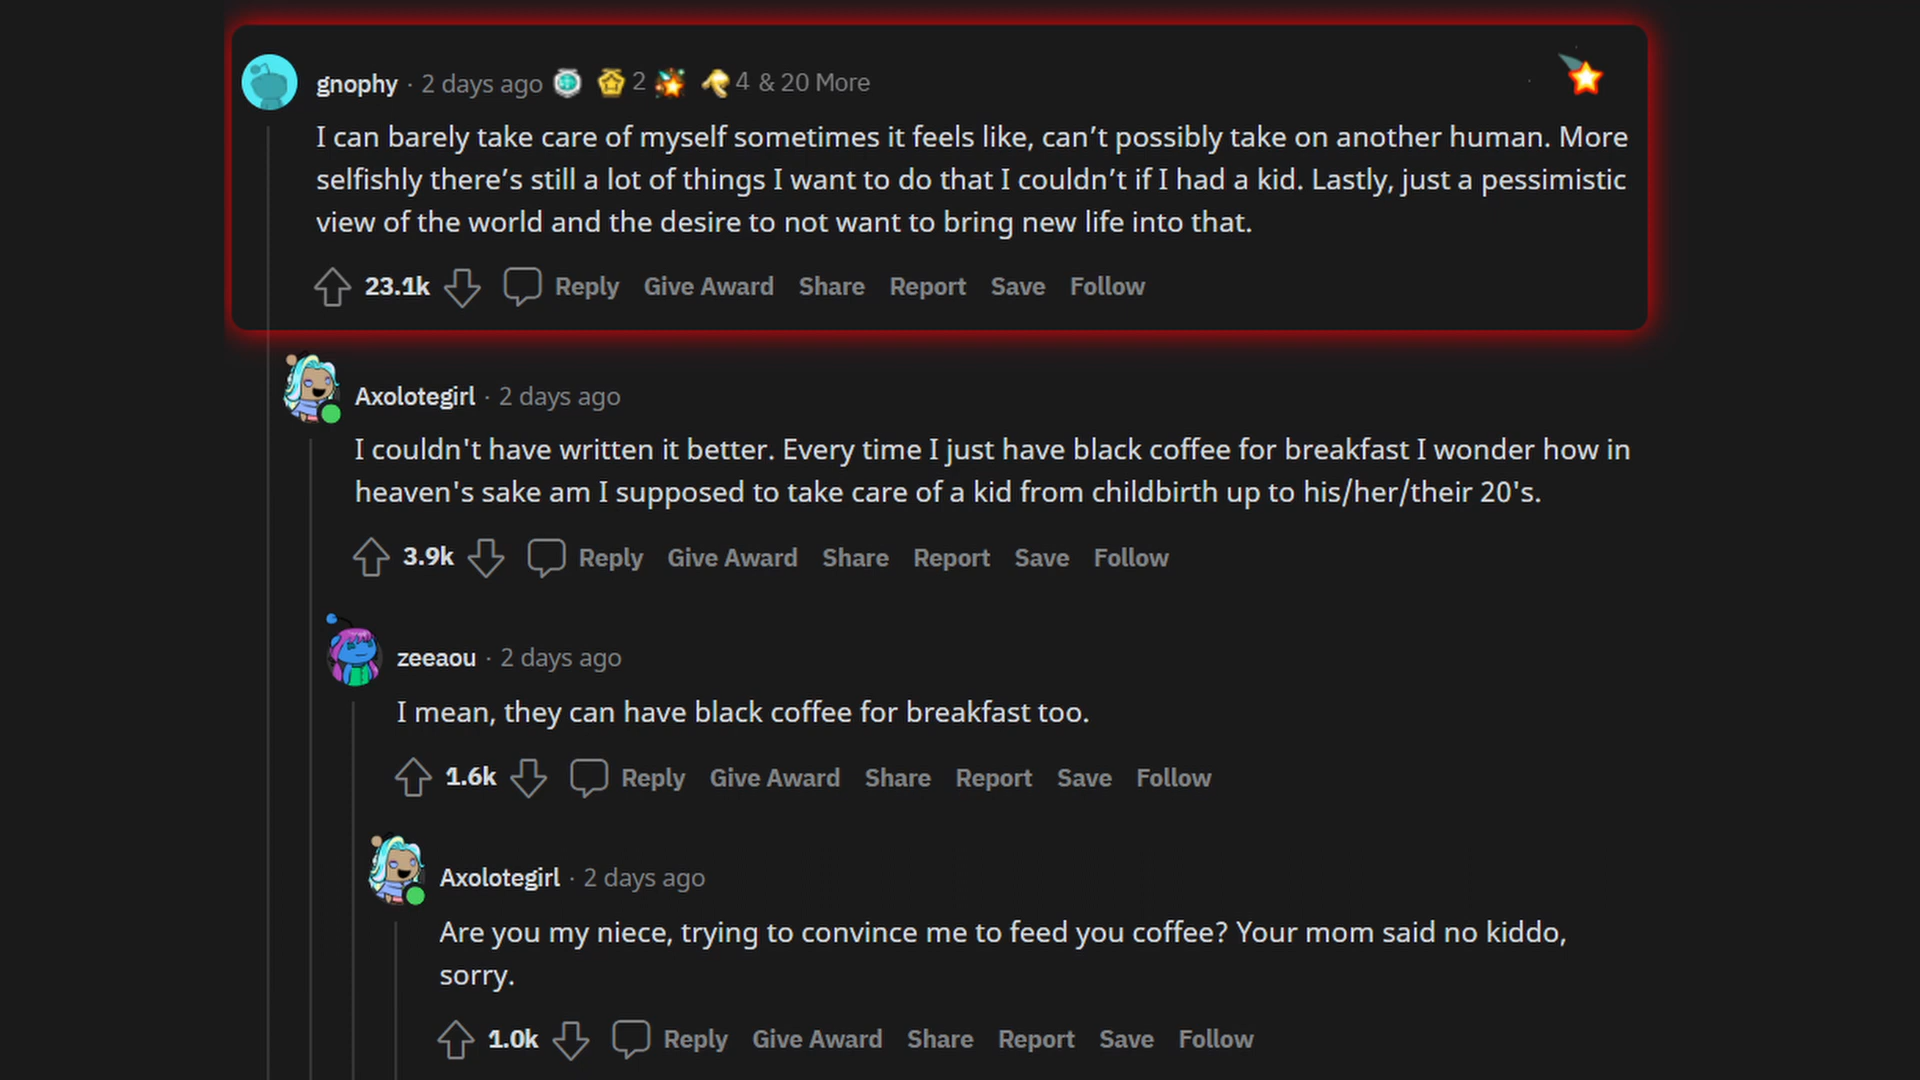 gnophy · 2 days ago 2 4 & 20 More
I can barely take care of myself sometimes it feels like, can’t possibly take on another human. More
selfishly there’s still a lot of things I want to do that I couldn’t if I had a kid. Lastly, just a pessimistic
view of the world and the desire to not want to bring new life into that.
23.1k Reply Give Award Share Report Save Follow
Axolotegirl · 2 days ago
I couldn't have written it better. Every time I just have black coffee for breakfast I wonder how in
heaven's sake am I supposed to take care of a kid from childbirth up to his/her/their 20's.
3.9k Reply Give Award Share Report Save Follow
zeeaou · 2 days ago
I mean, they can have black coffee for breakfast too.
1.6k Reply Give Award Share Report Save Follow
Axolotegirl · 2 days ago
Are you my niece, trying to convince me to feed you coffee? Your mom said no kiddo,
sorry.
1.0k Reply Give Award Share Report Save Follow